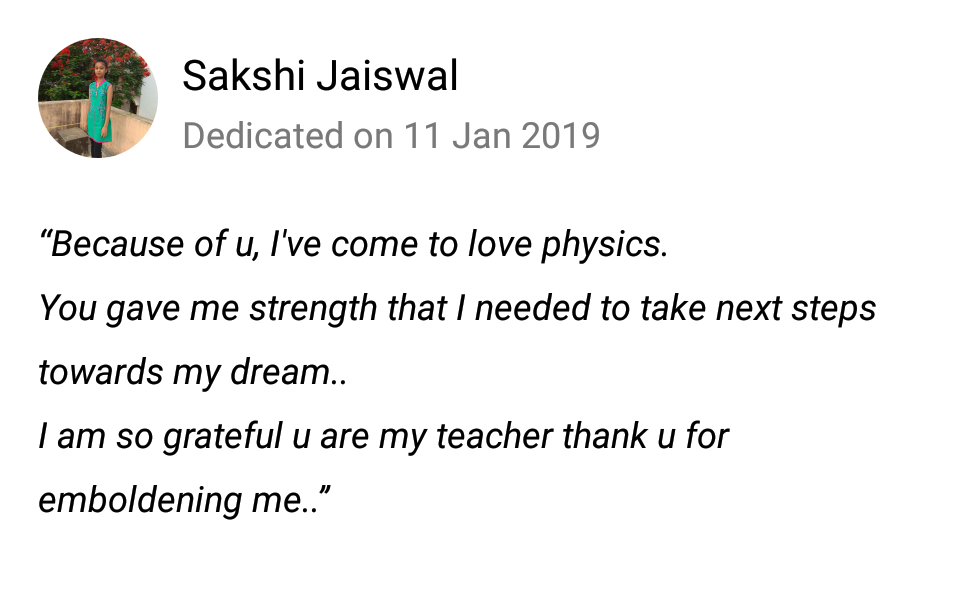 Sakshi Jaiswal
Dedicated on 11 Jan 2019
“Because of u, I've come to love physics.
You gave me strength that I needed to take next steps
towards my dream..
I am so grateful u are my teacher thank u for
emboldening me..”